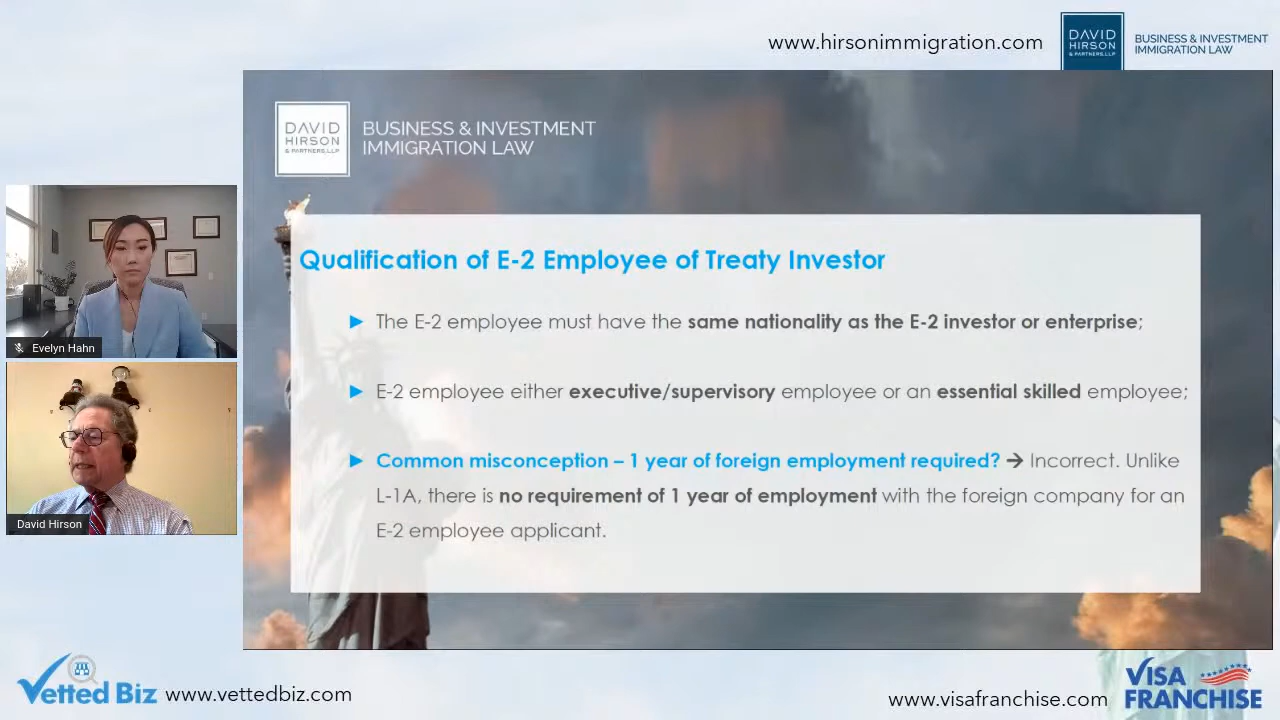 www.hirsonimmigration.com
DAVID
HIRSON
& PARTNERS, LLP
BUSINESS & INVESTMENT
IMMIGRATION LAW
DAVID
HIRSON
& PARTNERS, LLP
BUSINESS & INVESTMENT
IMMIGRATION LAW
Qualification of E-2 Employee of Treaty Investor
► The E-2 employee must have the same nationality as the E-2 investor or enterprise;
► E-2 employee either executive/supervisory employee or an essential skilled employee;
► Common misconception – 1 year of foreign employment required? → Incorrect. Unlike
L-1A, there is no requirement of 1 year of employment with the foreign company for an
E-2 employee applicant.
Evelyn Hahn
David Hirson
Vetted Biz
www.vettedbiz.com
www.visafranchise.com
VISA
FRANCHISE